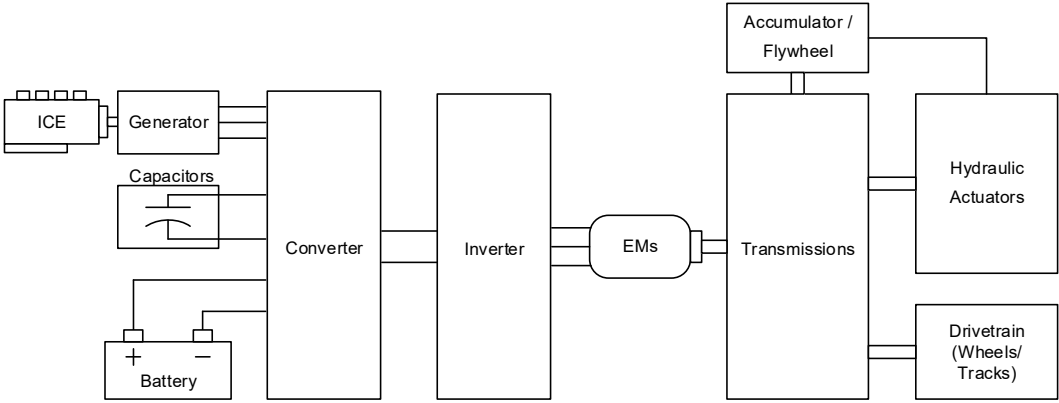 Accumulator /
Flywheel
ICE
Generator
Capacitors
Converter
Inverter
EMs
Transmissions
Hydraulic
Actuators
+ −
Battery
Drivetrain
(Wheels/
Tracks)